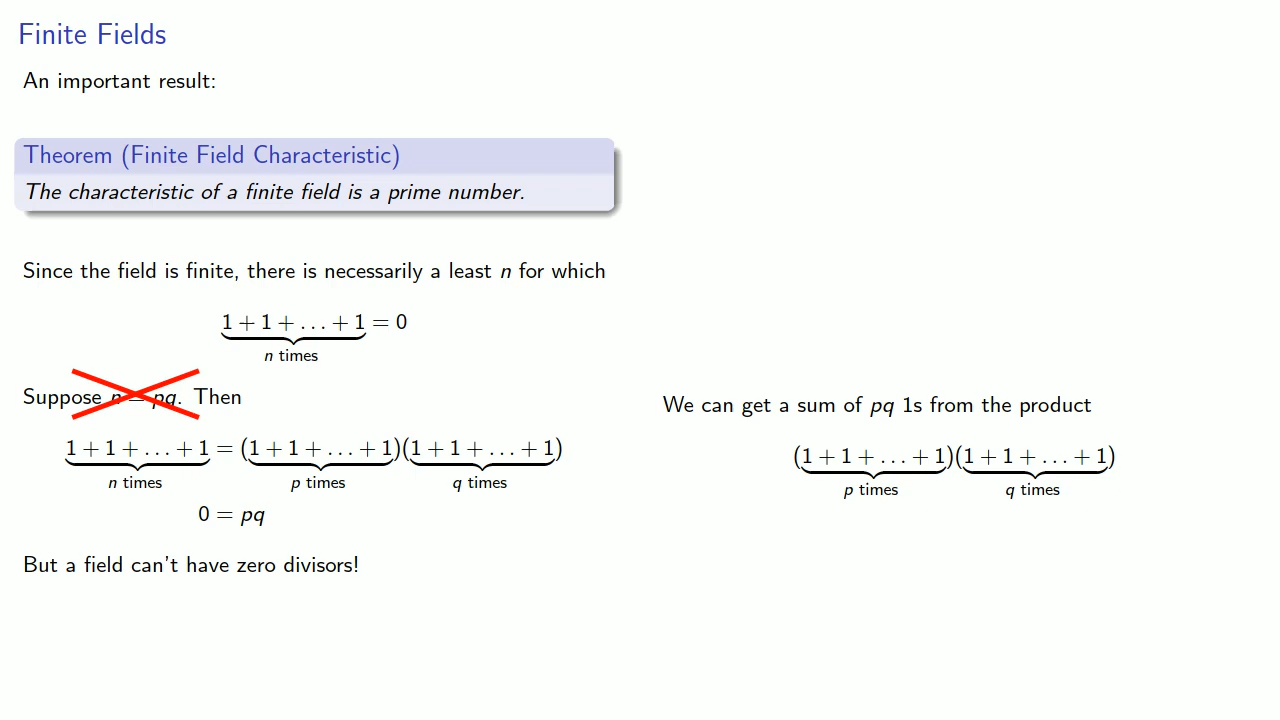 Finite Fields
An important result:
Theorem (Finite Field Characteristic)
The characteristic of a finite field is a prime number.
Since the field is finite, there is necessarily a least n for which
1 + 1 + . . . + 1 = 0
n times
Suppose n = pq. Then
1 + 1 + . . . + 1 = (1 + 1 + . . . + 1)(1 + 1 + . . . + 1)
n times p times q times
0 = pq
But a field can't have zero divisors!
We can get a sum of pq 1s from the product
(1 + 1 + . . . + 1)(1 + 1 + . . . + 1)
p times q times